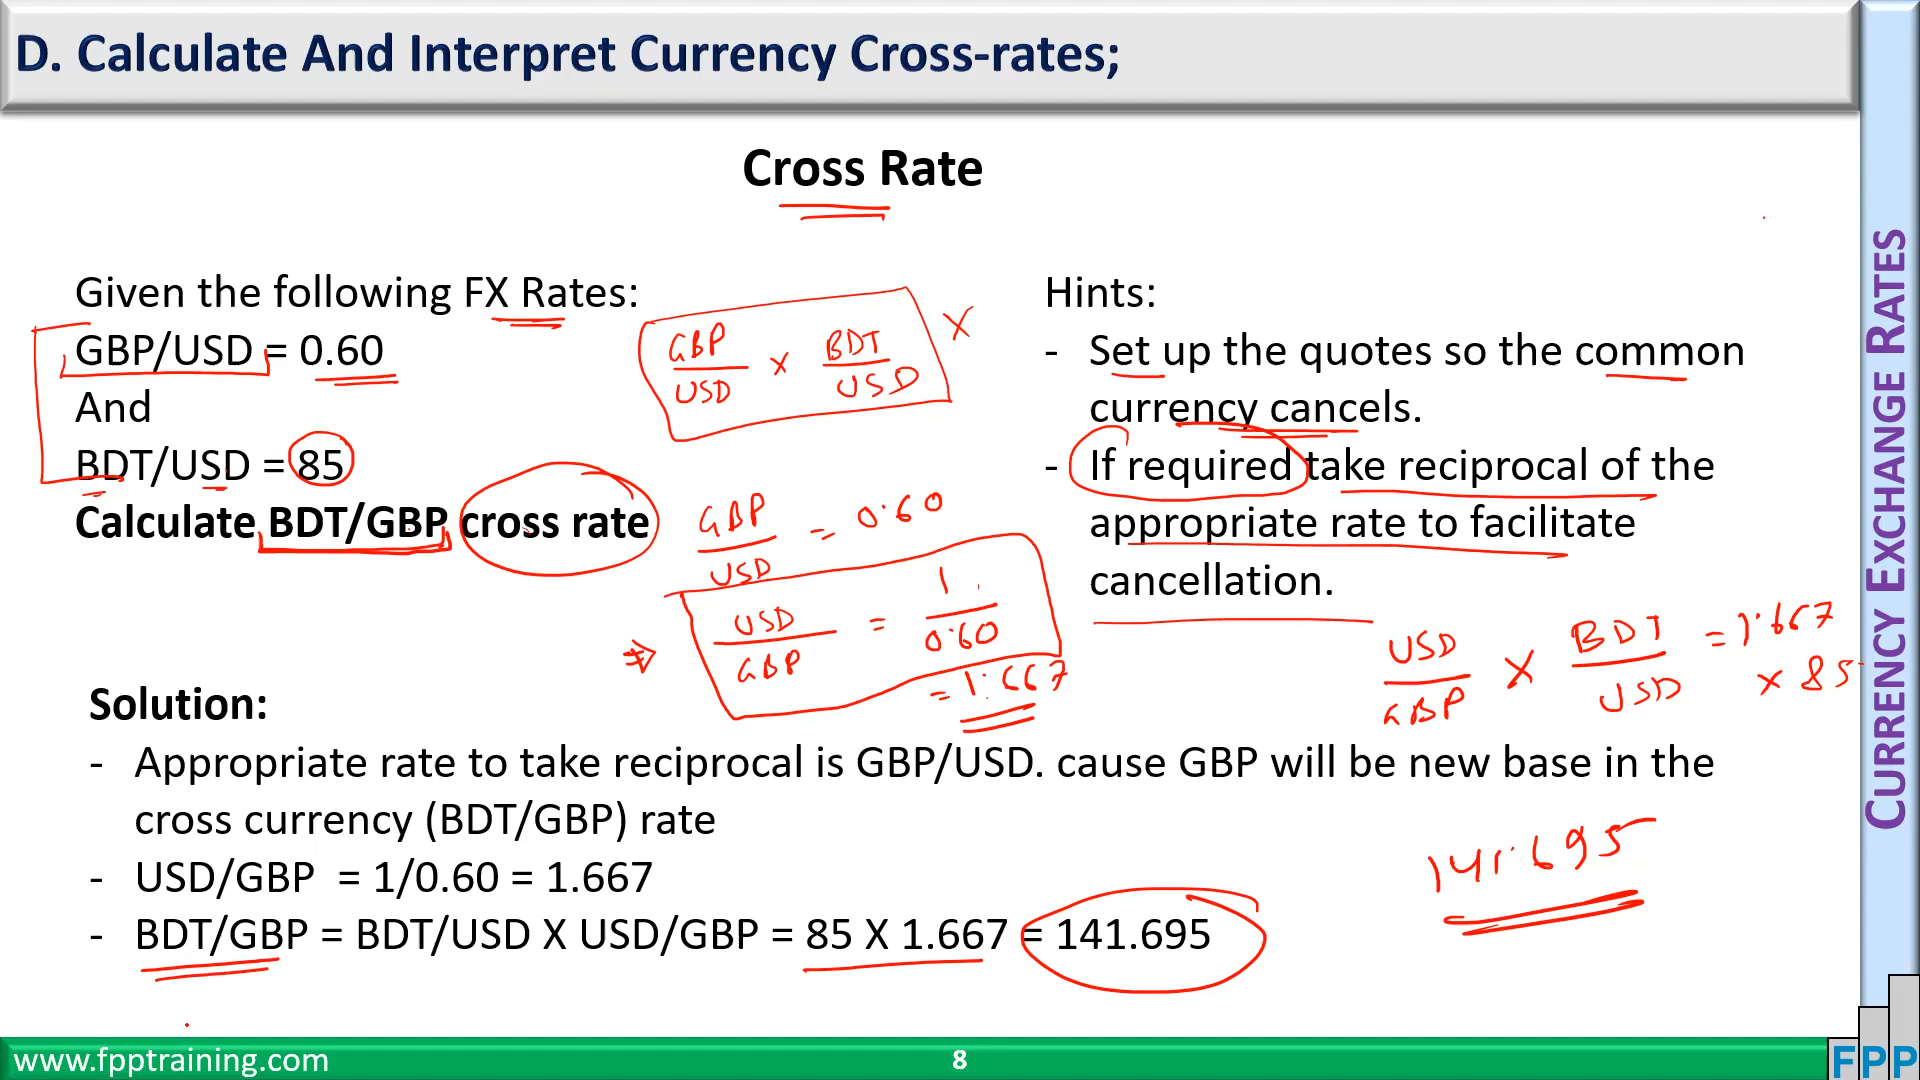 D. Calculate And Interpret Currency Cross-rates;
Cross Rate
Given the following FX Rates:
GBP/USD = 0.60
And
BDT/USD = 85
Calculate BDT/GBP cross rate
GBP/USD x BDT/USD X
GBP/USD = 0.60
USD/GBP = 1/0.60
= 1.667
Hints:
- Set up the quotes so the common
currency cancels.
- If required take reciprocal of the
appropriate rate to facilitate
cancellation.
USD/GBP X BDT/USD = 1.667
x 85
141.695
Solution:
- Appropriate rate to take reciprocal is GBP/USD. cause GBP will be new base in the
cross currency (BDT/GBP) rate
- USD/GBP = 1/0.60 = 1.667
- BDT/GBP = BDT/USD X USD/GBP = 85 X 1.667 = 141.695
CURRENCY EXCHANGE RATES
www.fpptraining.com
8
FPP